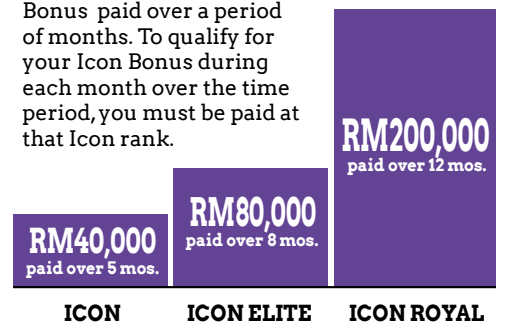 Bonus paid over a period
of months. To qualify for
your Icon Bonus during
each month over the time
period, you must be paid at
that Icon rank.
RM40,000
paid over 5 mos.
RM80,000
paid over 8 mos.
RM200,000
paid over 12 mos.
ICON
ICON ELITE
ICON ROYAL